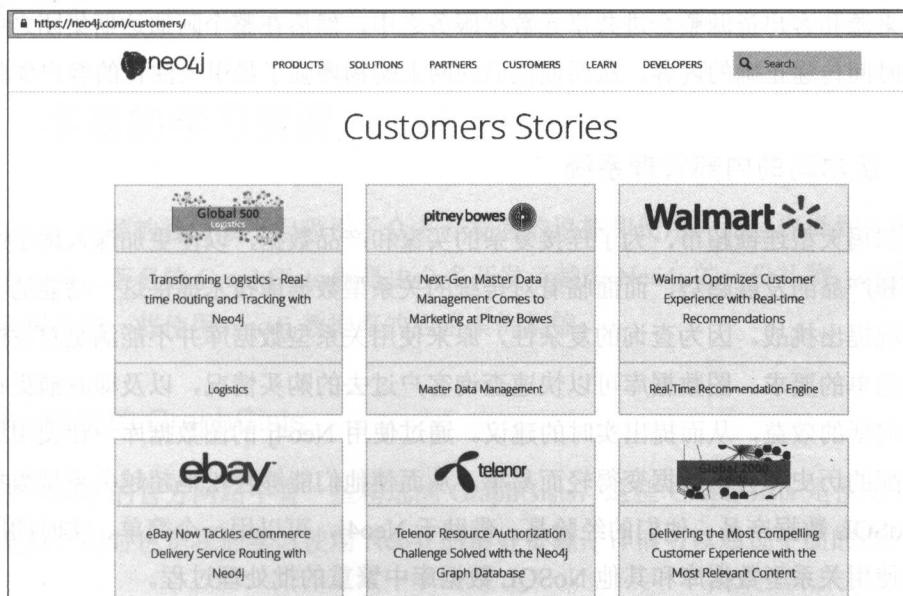 https://neo4j.com/customers/
neo4j
PRODUCTS SOLUTIONS PARTNERS CUSTOMERS LEARN DEVELOPERS Search
Customers Stories
Global 500
Logistics
Transforming Logistics - Real-
time Routing and Tracking with
Neo4j
Logistics
pitney bowes
Next-Gen Master Data
Management Comes to
Marketing at Pitney Bowes
Master Data Management
Walmart
Walmart Optimizes Customer
Experience with Real-time
Recommendations
Real-Time Recommendation Engine
ebay
eBay Now Tackles eCommerce
Delivery Service Routing with
Neo4j
telenor
Telenor Resource Authorization
Challenge Solved with the Neo4j
Graph Database
Global 2000
Delivering the Most Compelling
Customer Experience with the
Most Relevant Content